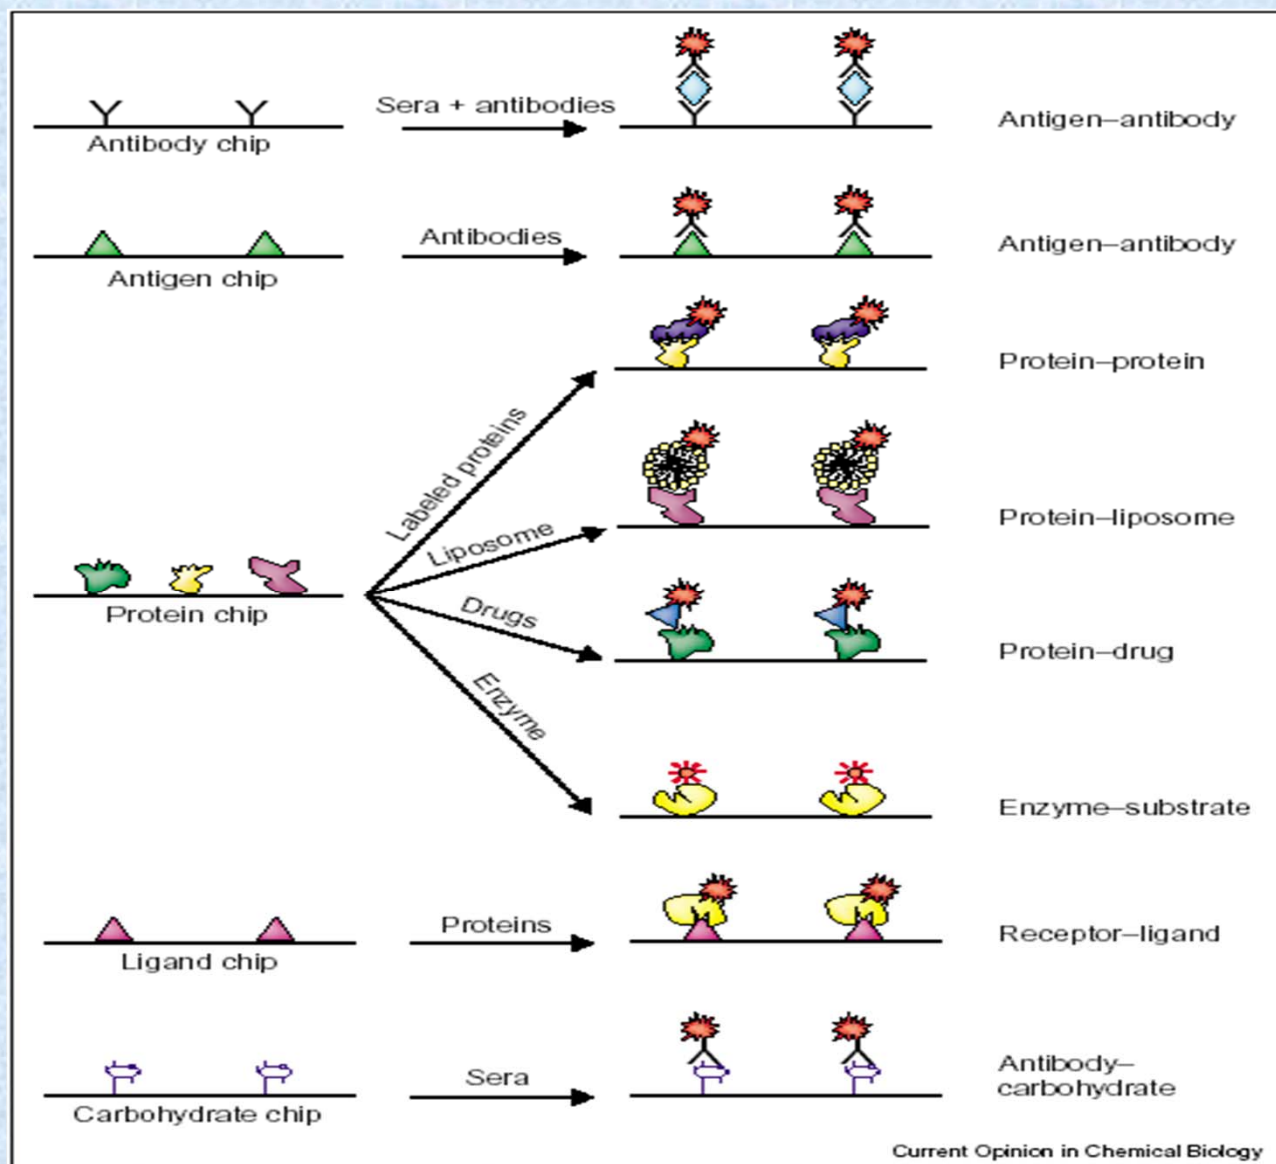 Sera + antibodies
Antigen–antibody
Antibody chip
Antibodies
Antigen–antibody
Antigen chip
Protein–protein
Labeled proteins
Liposome
Protein–liposome
Protein chip
Drugs
Protein–drug
Enzyme
Enzyme–substrate
Proteins
Receptor–ligand
Ligand chip
Sera
Antibody–
carbohydrate
Carbohydrate chip
Current Opinion in Chemical Biology